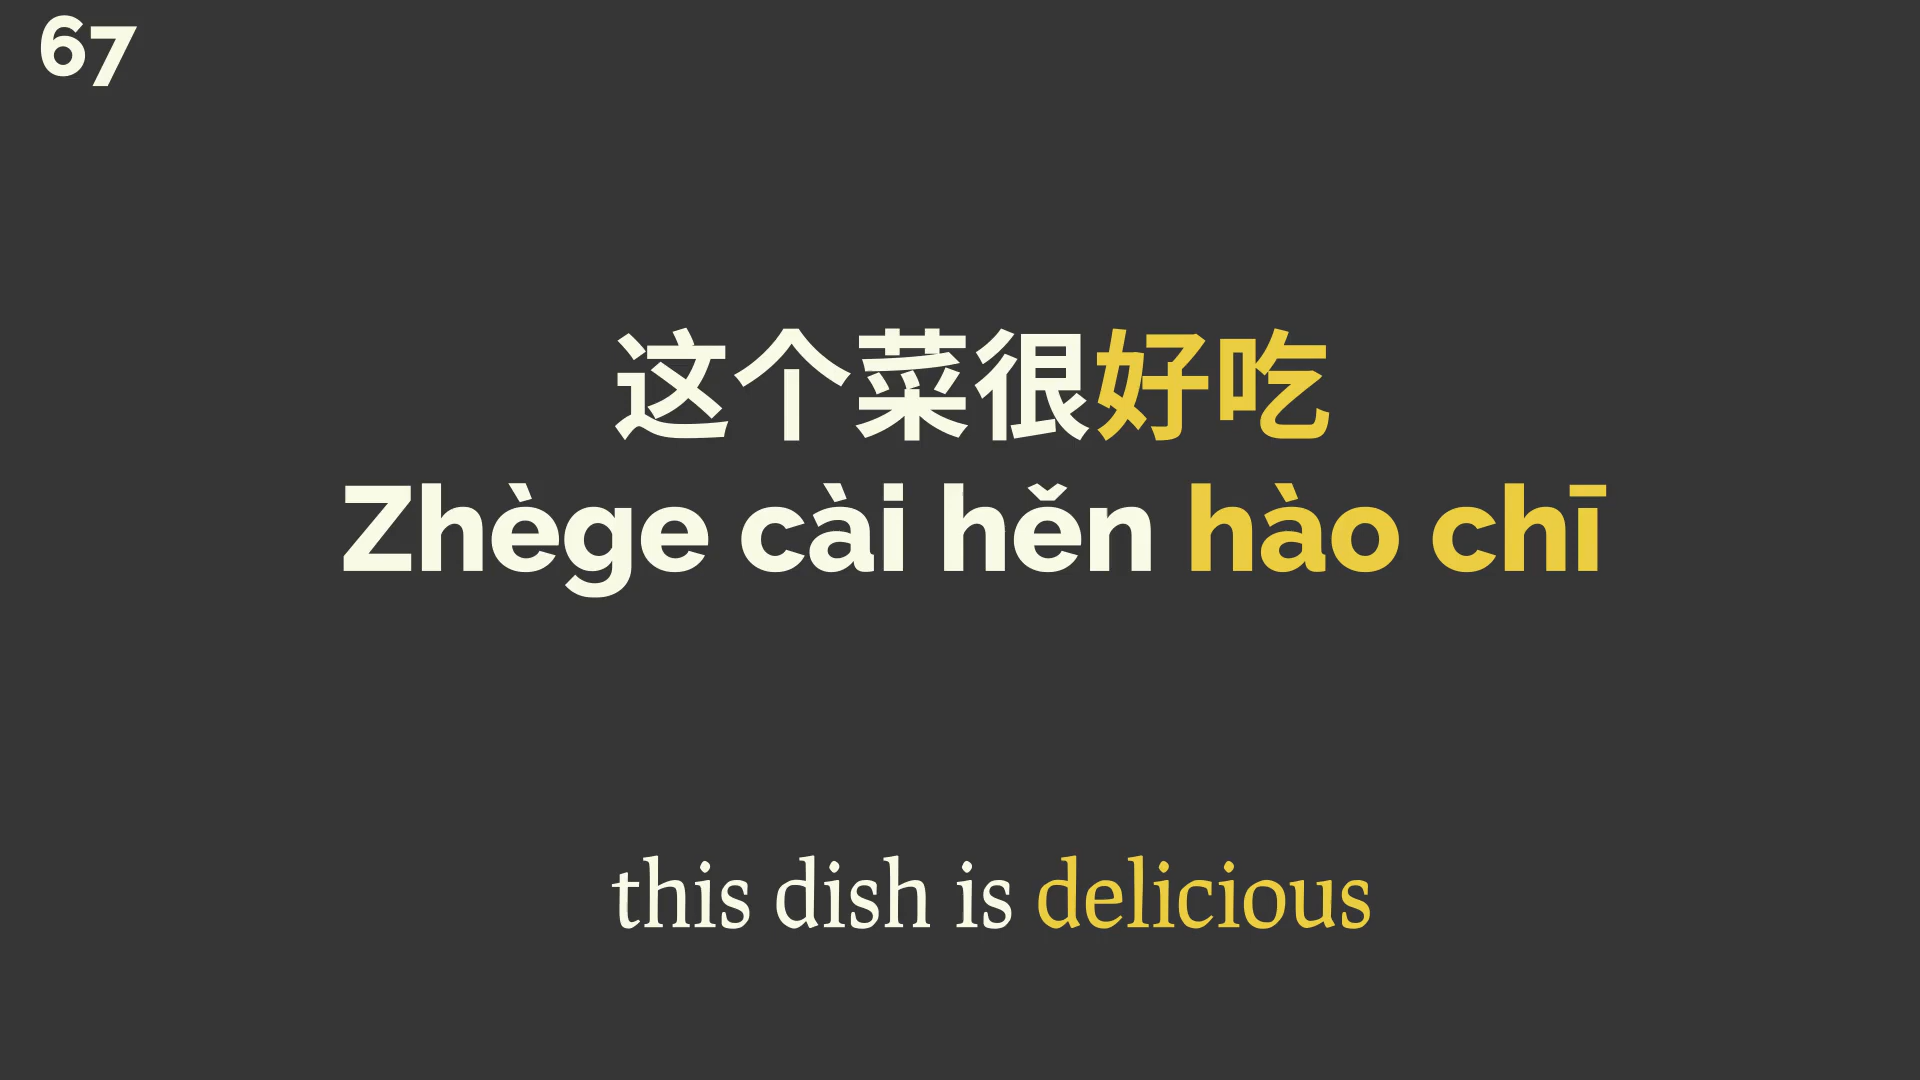 67
这个菜很好吃
Zhège cài hěn hào chī
this dish is delicious